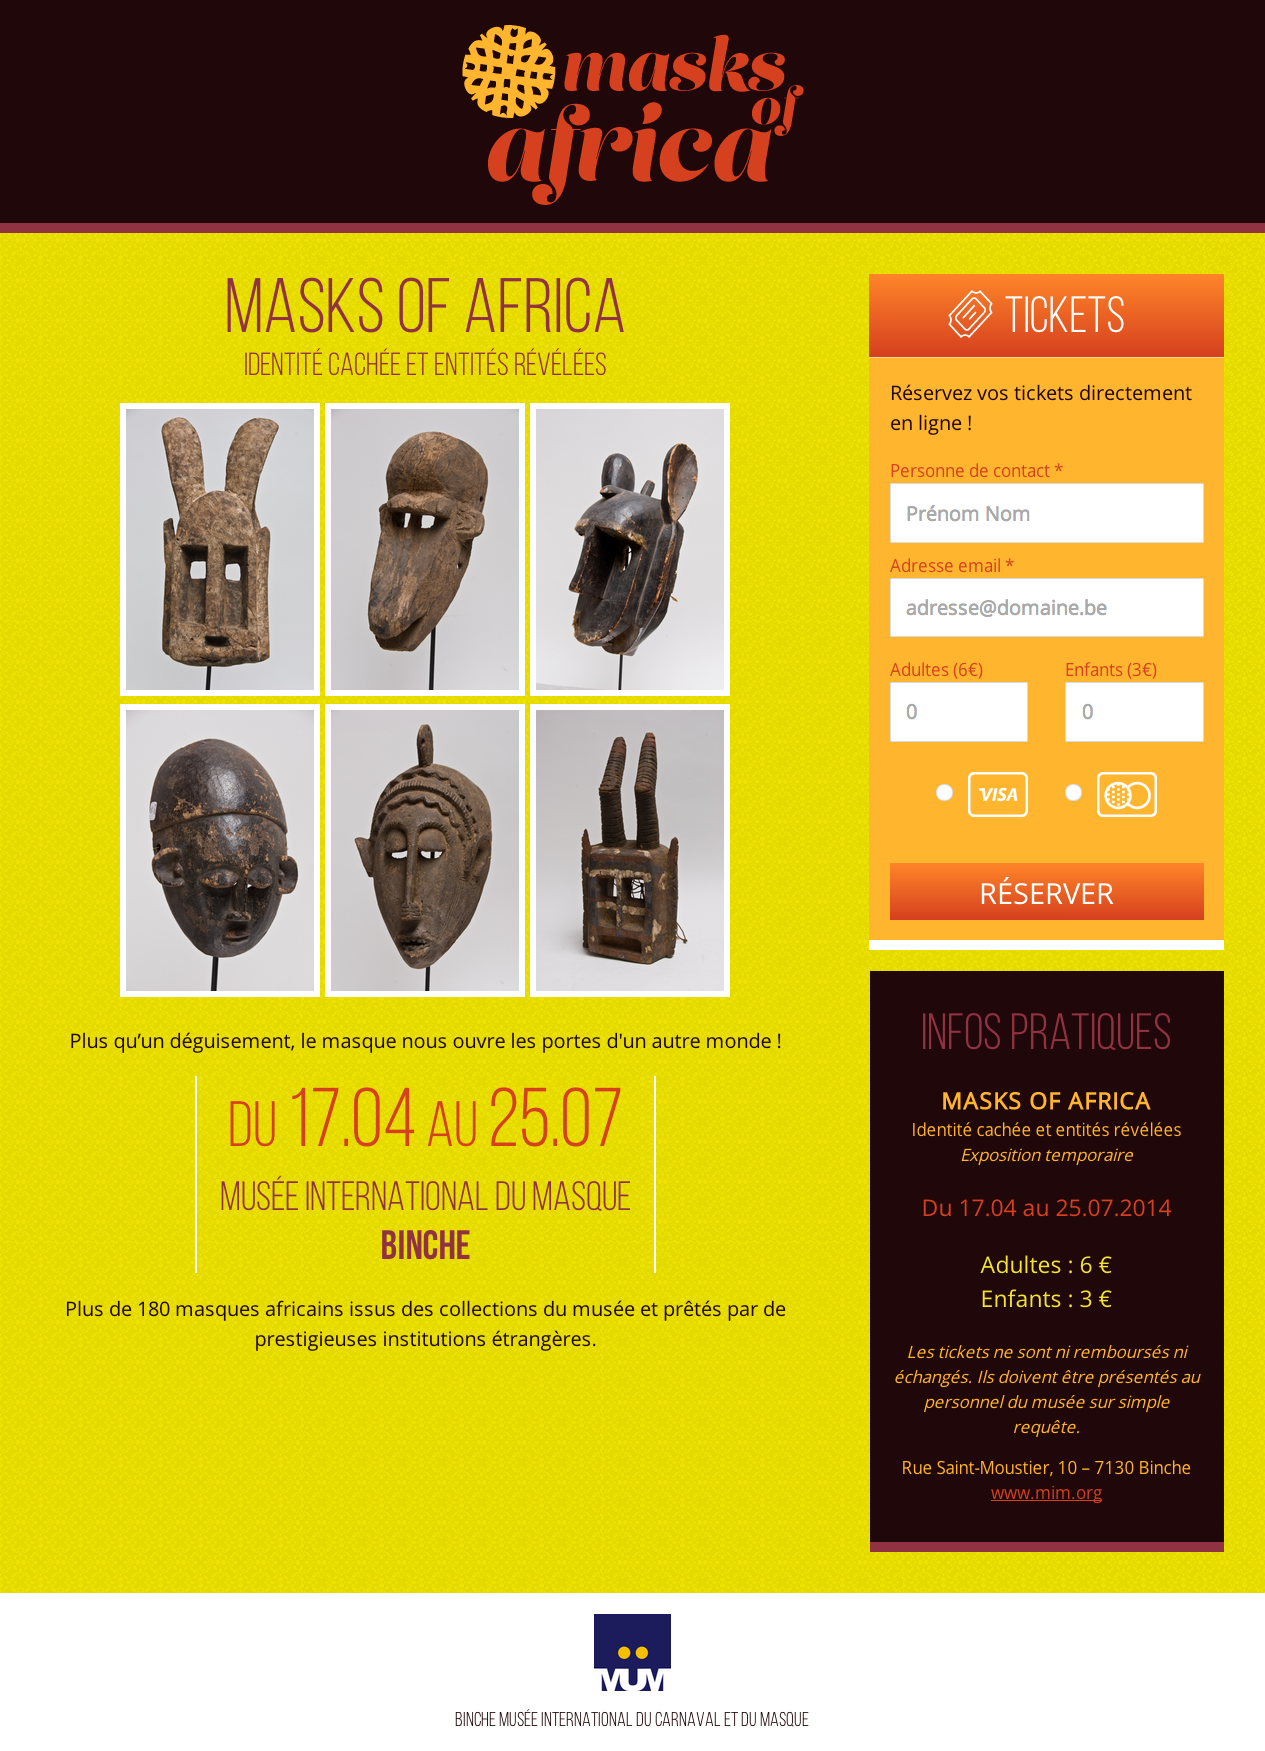 masks
of
africa
MASKS OF AFRICA
IDENTITÉ CACHÉE ET ENTITÉS RÉVÉLÉES
Plus qu’un déguisement, le masque nous ouvre les portes d'un autre monde !
DU 17.04 AU 25.07
MUSÉE INTERNATIONAL DU MASQUE
BINCHE
Plus de 180 masques africains issus des collections du musée et prêtés par de
prestigieuses institutions étrangères.
TICKETS
Réservez vos tickets directement
en ligne !
Personne de contact *
Prénom Nom
Adresse email *
adresse@domaine.be
Adultes (6€) Enfants (3€)
0 0
VISA
RÉSERVER
INFOS PRATIQUES
MASKS OF AFRICA
Identité cachée et entités révélées
Exposition temporaire
Du 17.04 au 25.07.2014
Adultes : 6 €
Enfants : 3 €
Les tickets ne sont ni remboursés ni
échangés. Ils doivent être présentés au
personnel du musée sur simple
requête.
Rue Saint-Moustier, 10 – 7130 Binche
www.mim.org
BINCHE MUSÉE INTERNATIONAL DU CARNAVAL ET DU MASQUE